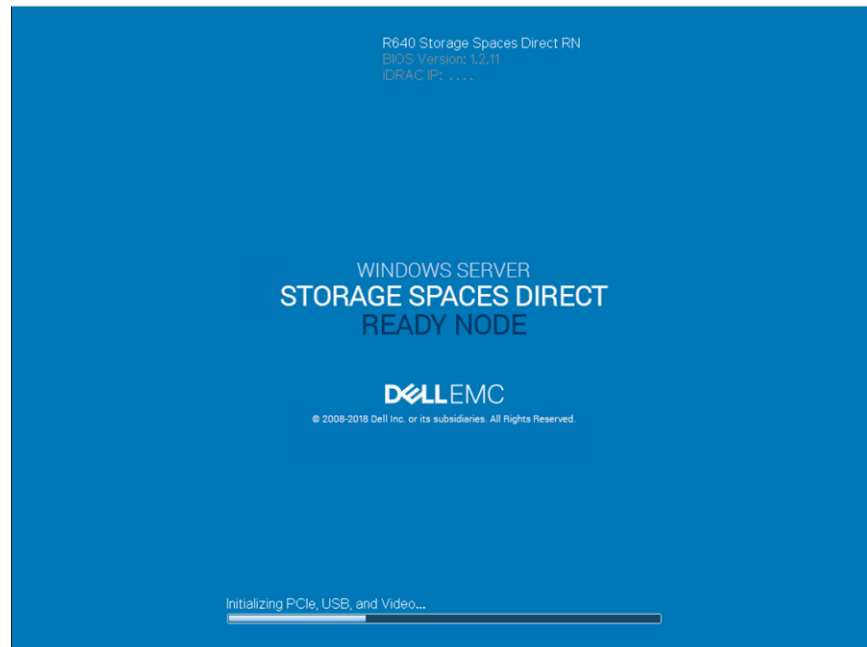 R640 Storage Spaces Direct RN
BIOS Version: 1.2.11
iDRAC IP: . . . .
WINDOWS SERVER
STORAGE SPACES DIRECT
READY NODE
DELLEMC
© 2008-2018 Dell Inc. or its subsidiaries. All Rights Reserved.
Initializing PCIe, USB, and Video...